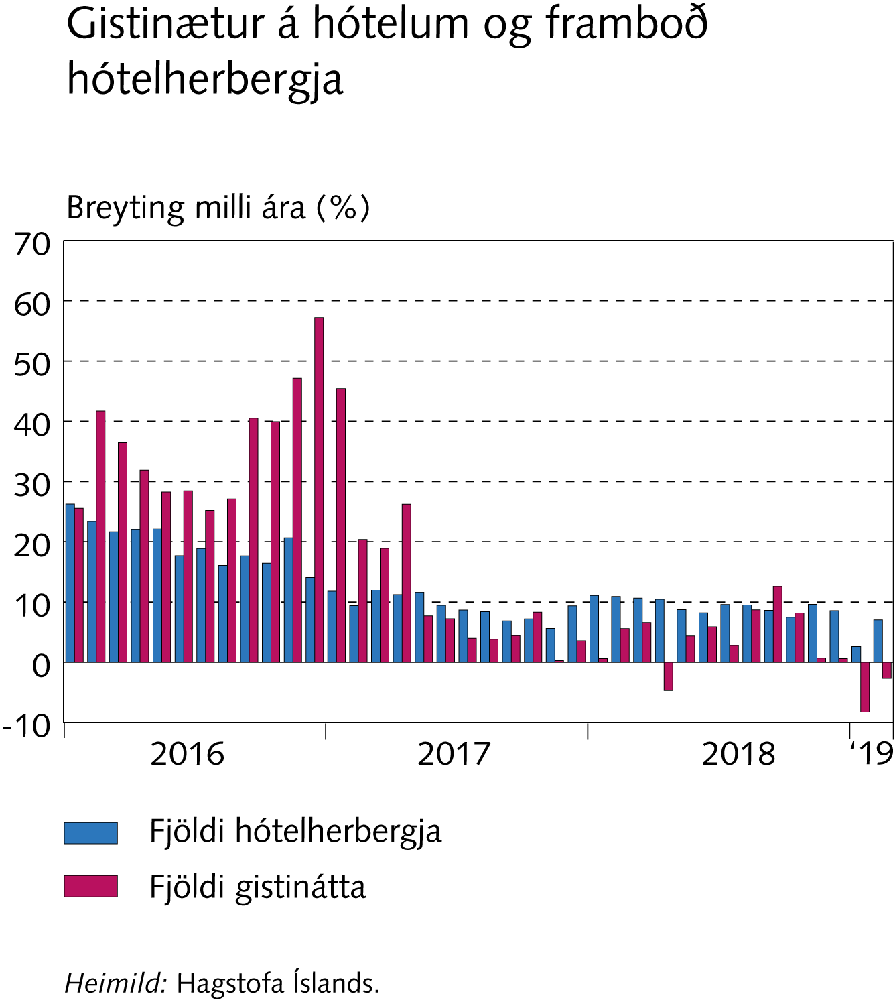 Gistinætur á hótelum og framboð
hótelherbergja
Breyting milli ára (%)
70
60
50
40
30
20
10
0
-10
2016 2017 2018 ‘19
Fjöldi hótelherbergja
Fjöldi gistinátta
Heimild: Hagstofa Íslands.